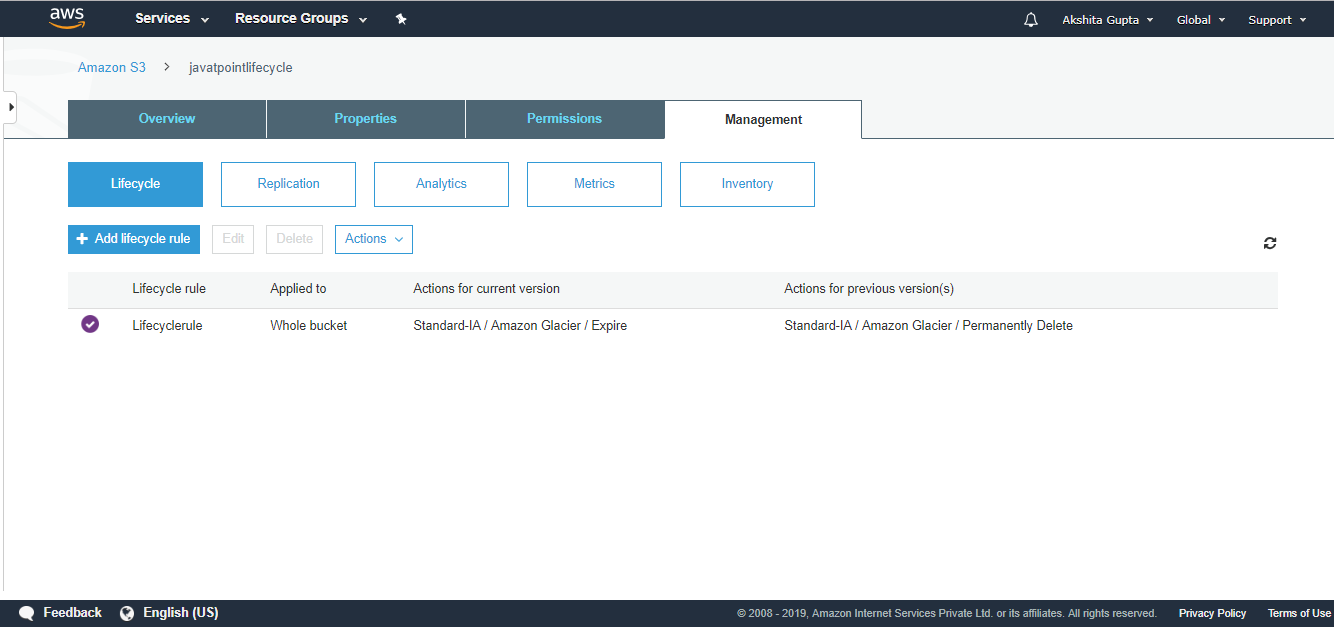 aws Services Resource Groups Akshita Gupta Global Support
Amazon S3 > javatpointlifecycle
Overview Properties Permissions Management
Lifecycle Replication Analytics Metrics Inventory
+ Add lifecycle rule Edit Delete Actions
Lifecycle rule Applied to Actions for current version Actions for previous version(s)
Lifecyclerule Whole bucket Standard-IA / Amazon Glacier / Expire Standard-IA / Amazon Glacier / Permanently Delete
Feedback English (US) © 2008 - 2019, Amazon Internet Services Private Ltd. or its affiliates. All rights reserved. Privacy Policy Terms of Use